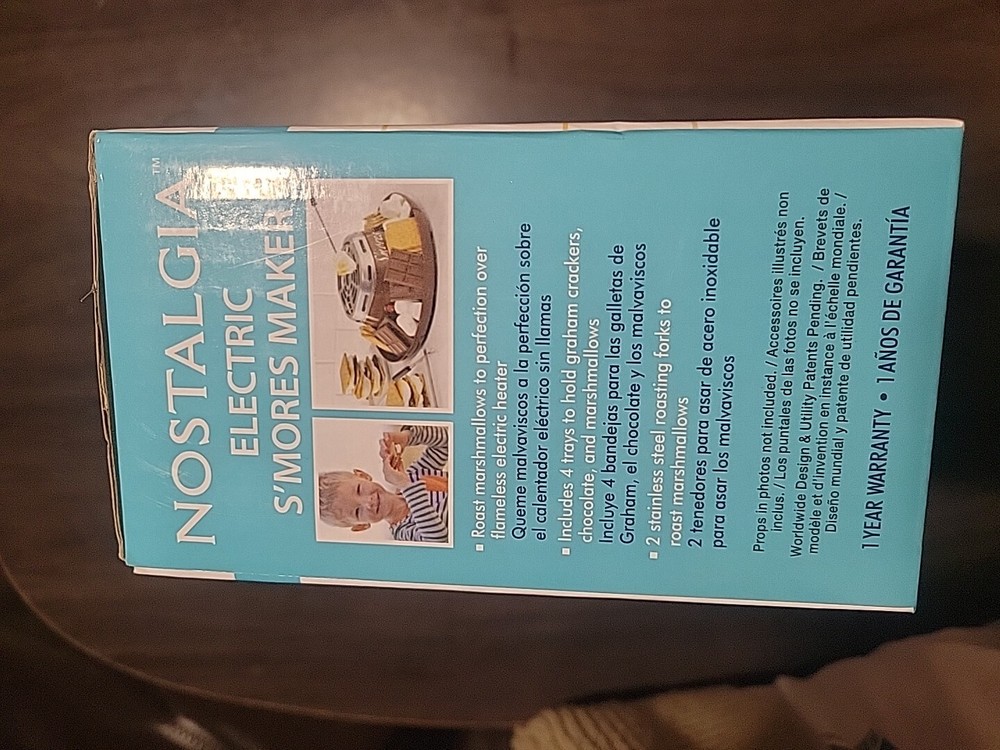 NOSTALGIA™
ELECTRIC
S'MORES MAKER
▪ Roast marshmallows to perfection over
flameless electric heater
Queme malvaviscos a la perfección sobre
el calentador eléctrico sin llamas
▪ Includes 4 trays to hold graham crackers,
chocolate, and marshmallows
Incluye 4 bandejas para las galletas de
Graham, el chocolate y los malvaviscos
▪ 2 stainless steel roasting forks to
roast marshmallows
2 tenedores para asar de acero inoxidable
para asar los malvaviscos
Props in photos not included. / Accessoires illustrés non
inclus. / Los puntales de las fotos no se incluyen.
Worldwide Design & Utility Patents Pending. / Brevets de
modèle et d'invention en instance à l'échelle mondiale. /
Diseño mundial y patente de utilidad pendientes.
1 YEAR WARRANTY • 1 AÑOS DE GARANTÍA